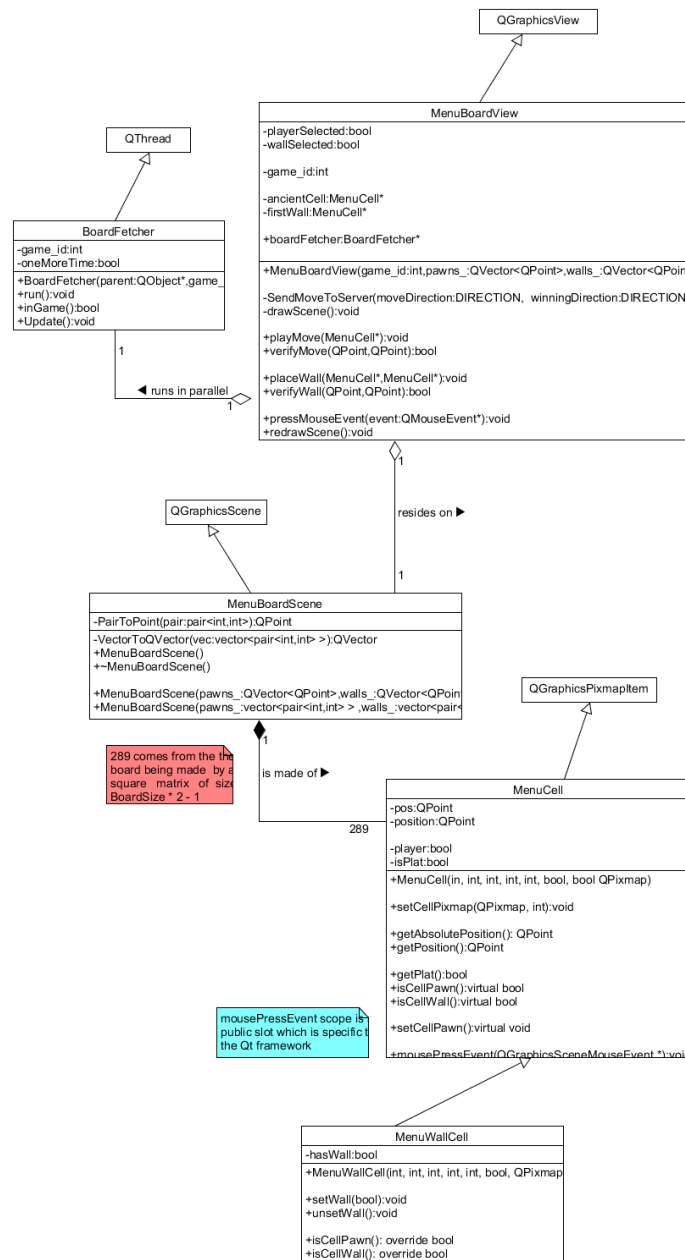 QGraphicsView
MenuBoardView
-playerSelected:bool
-wallSelected:bool
-game_id:int
-ancientCell:MenuCell*
-firstWall:MenuCell*
+boardFetcher:BoardFetcher*
+MenuBoardView(game_id:int,pawns_:QVector<QPoint>,walls_:QVector<QPoin
-SendMoveToServer(moveDirection:DIRECTION, winningDirection:DIRECTION
-drawScene():void
+playMove(MenuCell*):void
+verifyMove(QPoint,QPoint):bool
+placeWall(MenuCell*,MenuCell*):void
+verifyWall(QPoint,QPoint):bool
+pressMouseEvent(event:QMouseEvent*):void
+redrawScene():void
QThread
BoardFetcher
-game_id:int
-oneMoreTime:bool
+BoardFetcher(parent:QObject*,game_
+run():void
+inGame():bool
+Update():void
1
◀ runs in parallel
1
1
resides on ▶
1
QGraphicsScene
MenuBoardScene
-PairToPoint(pair:pair<int,int>):QPoint
-VectorToQVector(vec:vector<pair<int,int> >):QVector
+MenuBoardScene()
+~MenuBoardScene()
+MenuBoardScene(pawns_:QVector<QPoint>,walls_:QVector<QPoin
+MenuBoardScene(pawns_:vector<pair<int,int> > ,walls_:vector<pair<
1
is made of ▶
289
289 comes from the the
board being made by a
square matrix of size
BoardSize * 2 - 1
QGraphicsPixmapItem
MenuCell
-pos:QPoint
-position:QPoint
-player:bool
-isPlat:bool
+MenuCell(in, int, int, int, int, bool, bool QPixmap)
+setCellPixmap(QPixmap, int):void
+getAbsolutePosition(): QPoint
+getPosition():QPoint
+getPlat():bool
+isCellPawn():virtual bool
+isCellWall():virtual bool
+setCellPawn():virtual void
+mousePressEvent(QGraphicsSceneMouseEvent *):voi
mousePressEvent scope is
public slot which is specific t
the Qt framework
MenuWallCell
-hasWall:bool
+MenuWallCell(int, int, int, int, int, bool, QPixmap
+setWall(bool):void
+unsetWall():void
+isCellPawn(): override bool
+isCellWall(): override bool